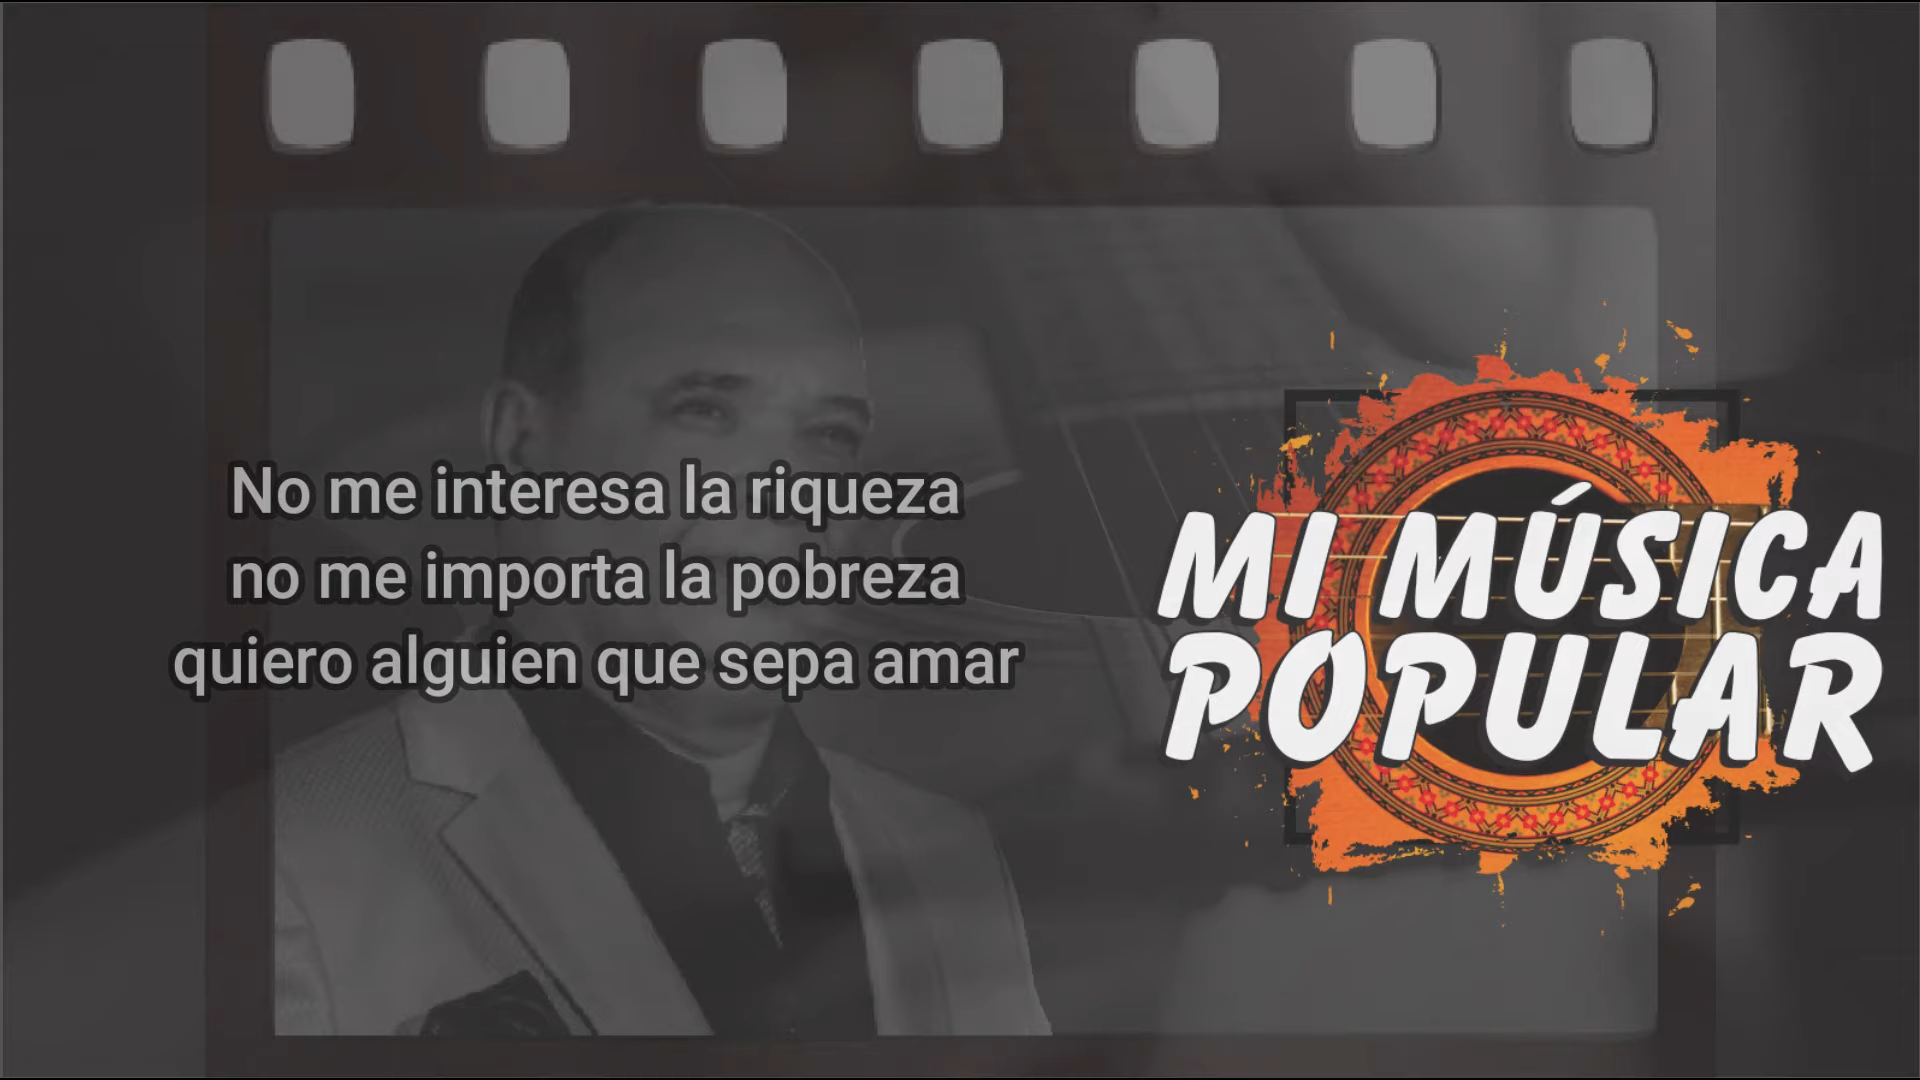 No me interesa la riqueza
no me importa la pobreza
quiero alguien que sepa amar
MI MÚSICA
POPULAR